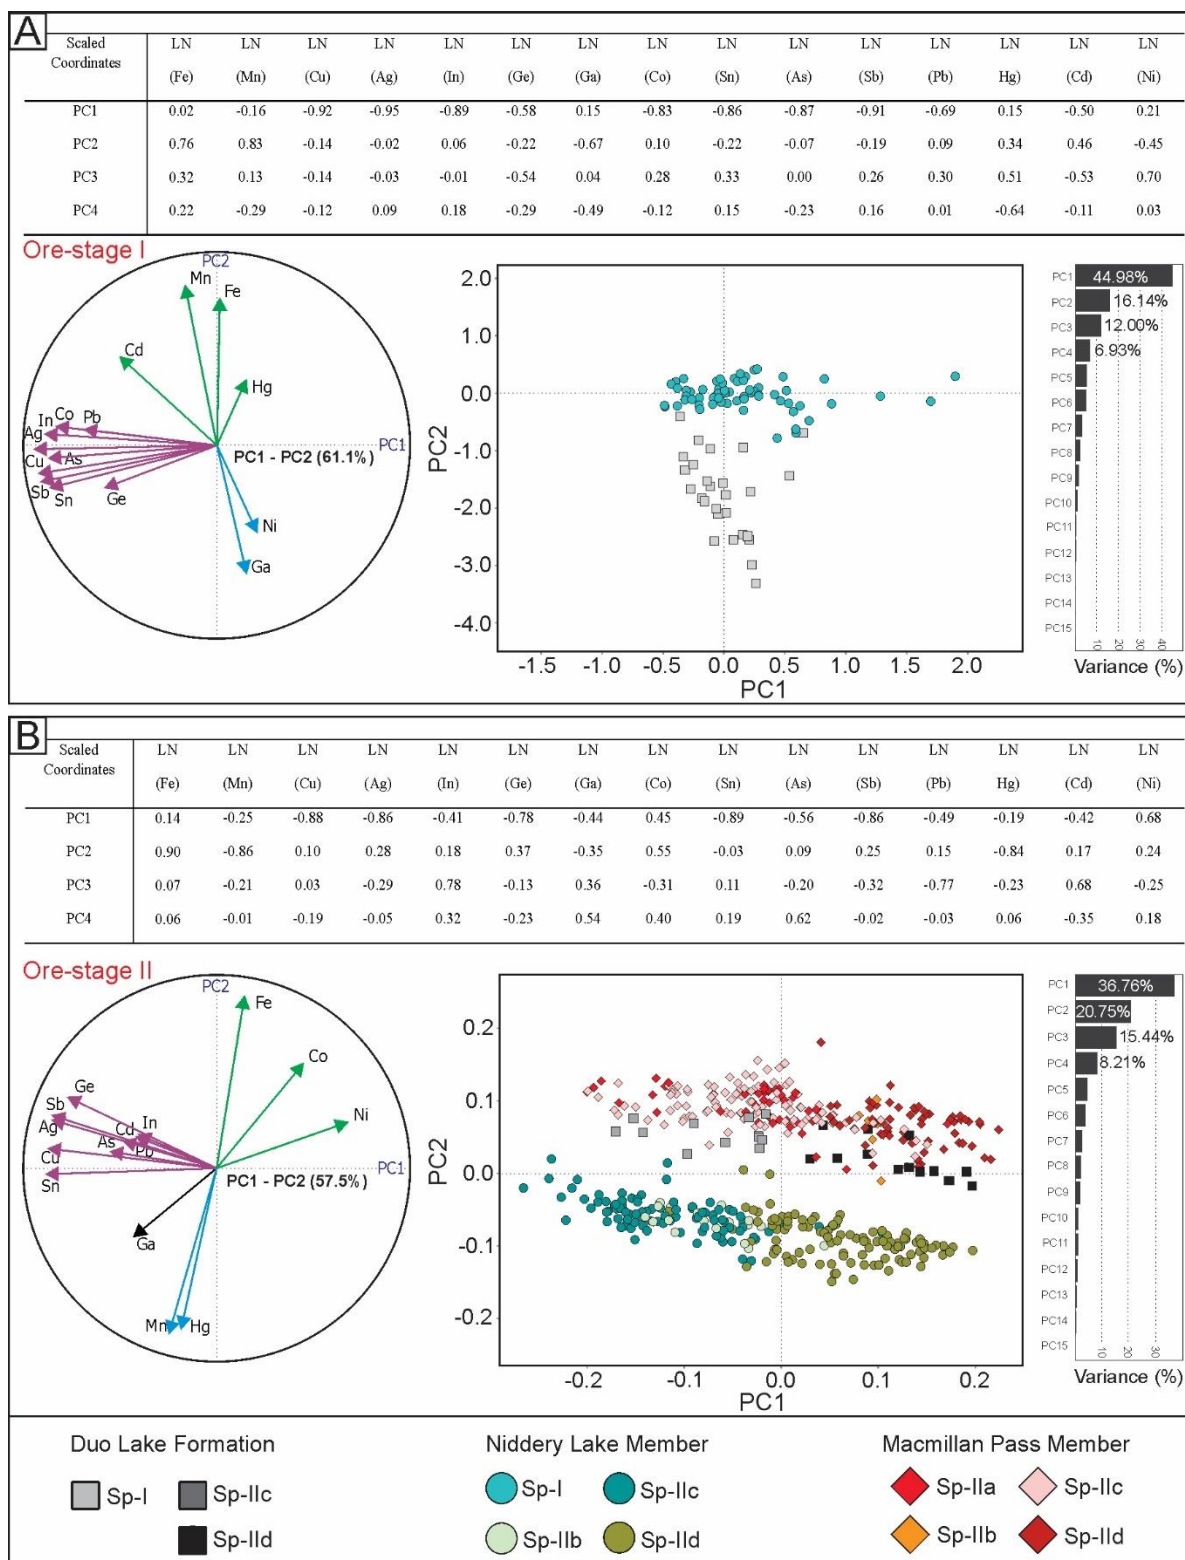 A
Scaled Coordinates LN (Fe) LN (Mn) LN (Cu) LN (Ag) LN (In) LN (Ge) LN (Ga) LN (Co) LN (Sn) LN (As) LN (Sb) LN (Pb) LN Hg) LN (Cd) LN (Ni)
PC1 0.02 -0.16 -0.92 -0.95 -0.89 -0.58 0.15 -0.83 -0.86 -0.87 -0.91 -0.69 0.15 -0.50 0.21
PC2 0.76 0.83 -0.14 -0.02 0.06 -0.22 -0.67 0.10 -0.22 -0.07 -0.19 0.09 0.34 0.46 -0.45
PC3 0.32 0.13 -0.14 -0.03 -0.01 -0.54 0.04 0.28 0.33 0.00 0.26 0.30 0.51 -0.53 0.70
PC4 0.22 -0.29 -0.12 0.09 0.18 -0.29 -0.49 -0.12 0.15 -0.23 0.16 0.01 -0.64 -0.11 0.03
Ore-stage I
PC2
Mn
Fe
Cd
Hg
In Co Pb
Ag
PC1
Cu As
PC1 - PC2 (61.1%)
Sb Sn Ge
Ni
Ga
2.0
1.0
0.0
-1.0
-2.0
-3.0
-4.0
PC2
-1.5 -1.0 -0.5 0.0 0.5 1.0 1.5 2.0
PC1
PC1 44.98%
PC2 16.14%
PC3 12.00%
PC4 6.93%
PC5
PC6
PC7
PC8
PC9
PC10
PC11
PC12
PC13
PC14
PC15
10 20 30 40
Variance (%)
B
Scaled Coordinates LN (Fe) LN (Mn) LN (Cu) LN (Ag) LN (In) LN (Ge) LN (Ga) LN (Co) LN (Sn) LN (As) LN (Sb) LN (Pb) LN Hg) LN (Cd) LN (Ni)
PC1 0.14 -0.25 -0.88 -0.86 -0.41 -0.78 -0.44 0.45 -0.89 -0.56 -0.86 -0.49 -0.19 -0.42 0.68
PC2 0.90 -0.86 0.10 0.28 0.18 0.37 -0.35 0.55 -0.03 0.09 0.25 0.15 -0.84 0.17 0.24
PC3 0.07 -0.21 0.03 -0.29 0.78 -0.13 0.36 -0.31 0.11 -0.20 -0.32 -0.77 -0.23 0.68 -0.25
PC4 0.06 -0.01 -0.19 -0.05 0.32 -0.23 0.54 0.40 0.19 0.62 -0.02 -0.03 0.06 -0.35 0.18
Ore-stage II
PC2
Fe
Co
Ge
Sb
Ni
Ag Cd In
As Pb
Cu
PC1
Sn
PC1 - PC2 (57.5%)
Ga
Mn Hg
0.2
0.1
0.0
-0.1
-0.2
PC2
-0.2 -0.1 0.0 0.1 0.2
PC1
PC1 36.76%
PC2 20.75%
PC3 15.44%
PC4 8.21%
PC5
PC6
PC7
PC8
PC9
PC10
PC11
PC12
PC13
PC14
PC15
10 20 30
Variance (%)
Duo Lake Formation
Sp-I Sp-IIc
Sp-IId
Niddery Lake Member
Sp-I Sp-IIc
Sp-IIb Sp-IId
Macmillan Pass Member
Sp-IIa Sp-IIc
Sp-IIb Sp-IId